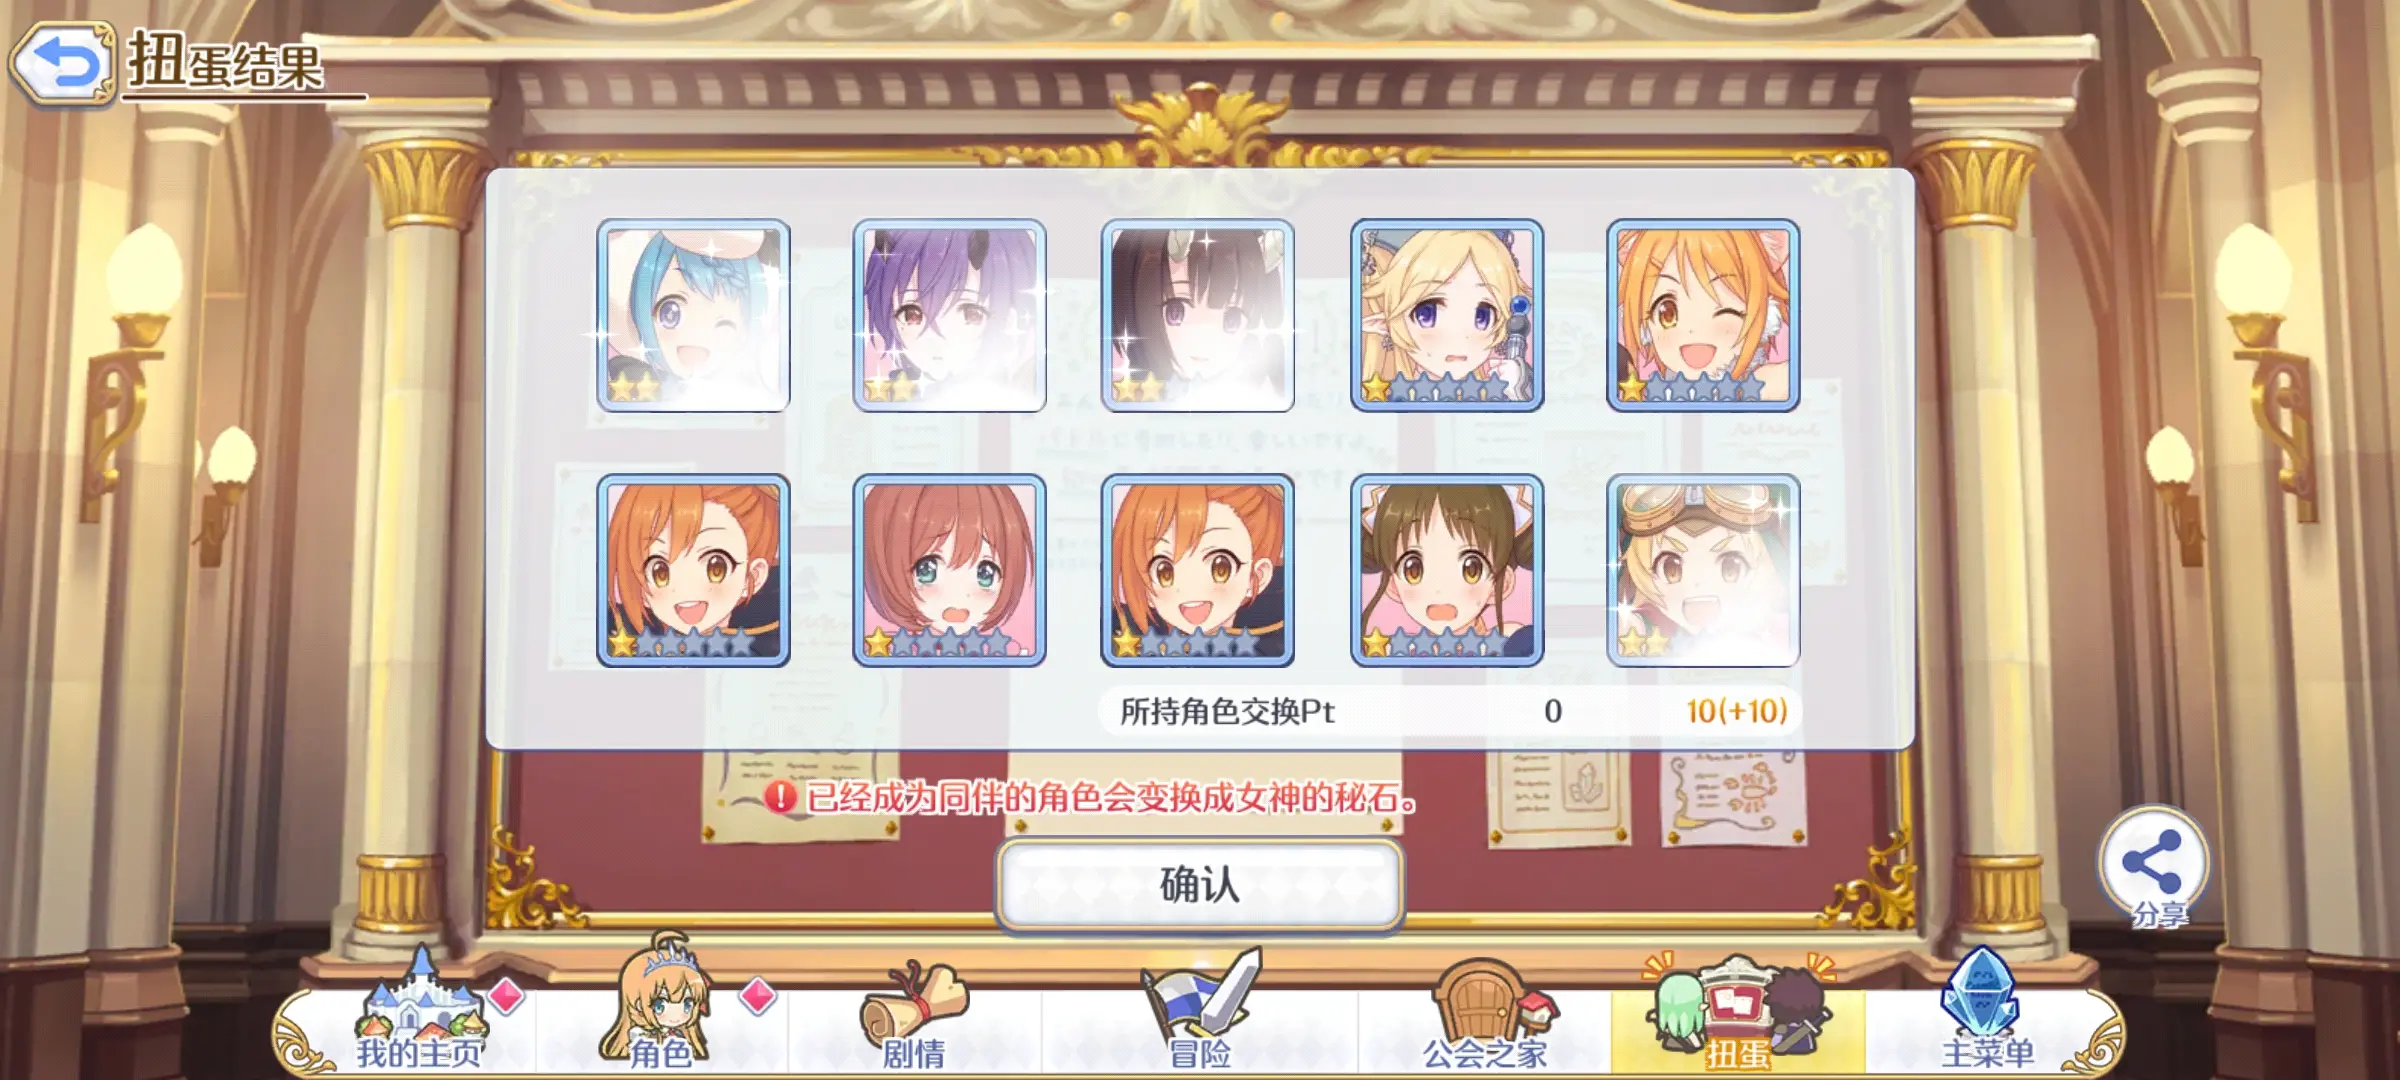 扭蛋结果
所持角色交换Pt 0 10(+10)
已经成为同伴的角色会变换成女神的秘石。
确认
分享
我的主页
角色
剧情
冒险
公会之家
扭蛋
主菜单